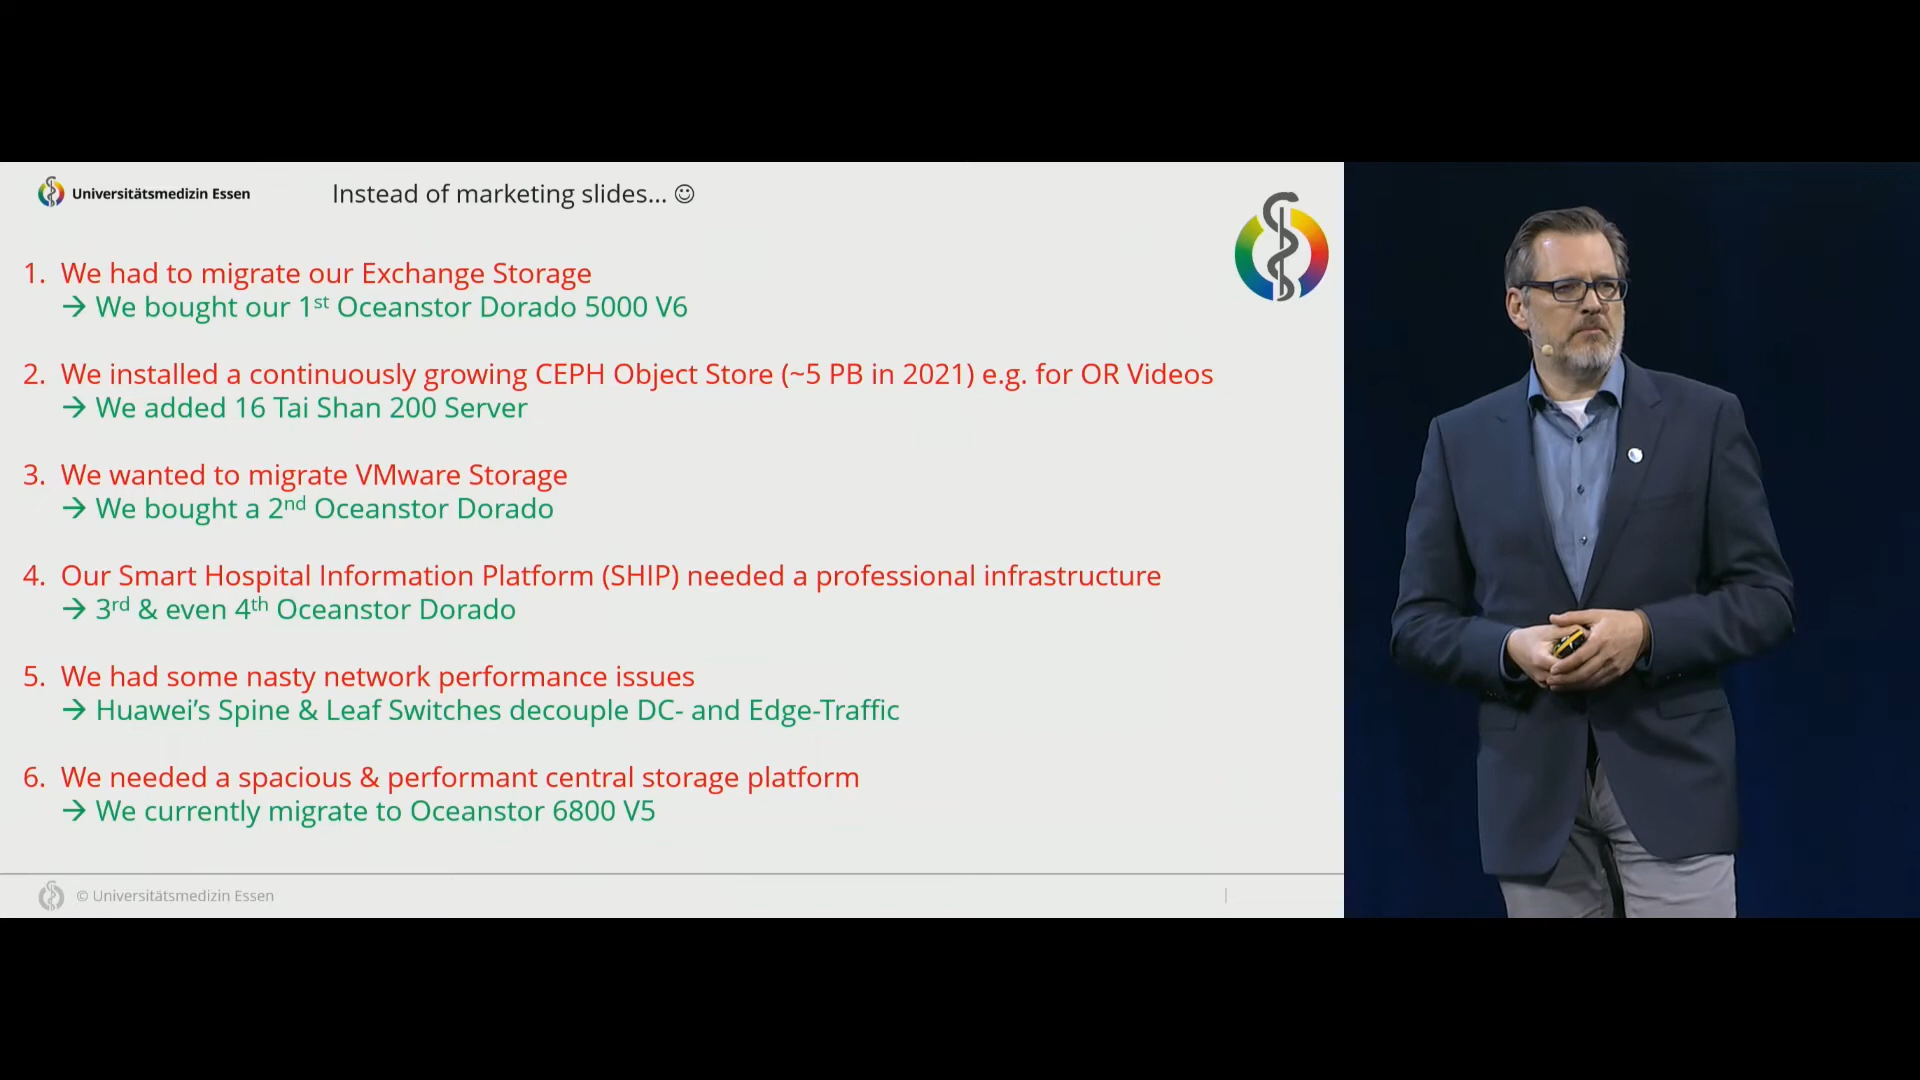 Universitätsmedizin Essen
Instead of marketing slides... ☺
1. We had to migrate our Exchange Storage
→ We bought our 1st Oceanstor Dorado 5000 V6
2. We installed a continuously growing CEPH Object Store (~5 PB in 2021) e.g. for OR Videos
→ We added 16 Tai Shan 200 Server
3. We wanted to migrate VMware Storage
→ We bought a 2nd Oceanstor Dorado
4. Our Smart Hospital Information Platform (SHIP) needed a professional infrastructure
→ 3rd & even 4th Oceanstor Dorado
5. We had some nasty network performance issues
→ Huawei’s Spine & Leaf Switches decouple DC- and Edge-Traffic
6. We needed a spacious & performant central storage platform
→ We currently migrate to Oceanstor 6800 V5
© Universitätsmedizin Essen